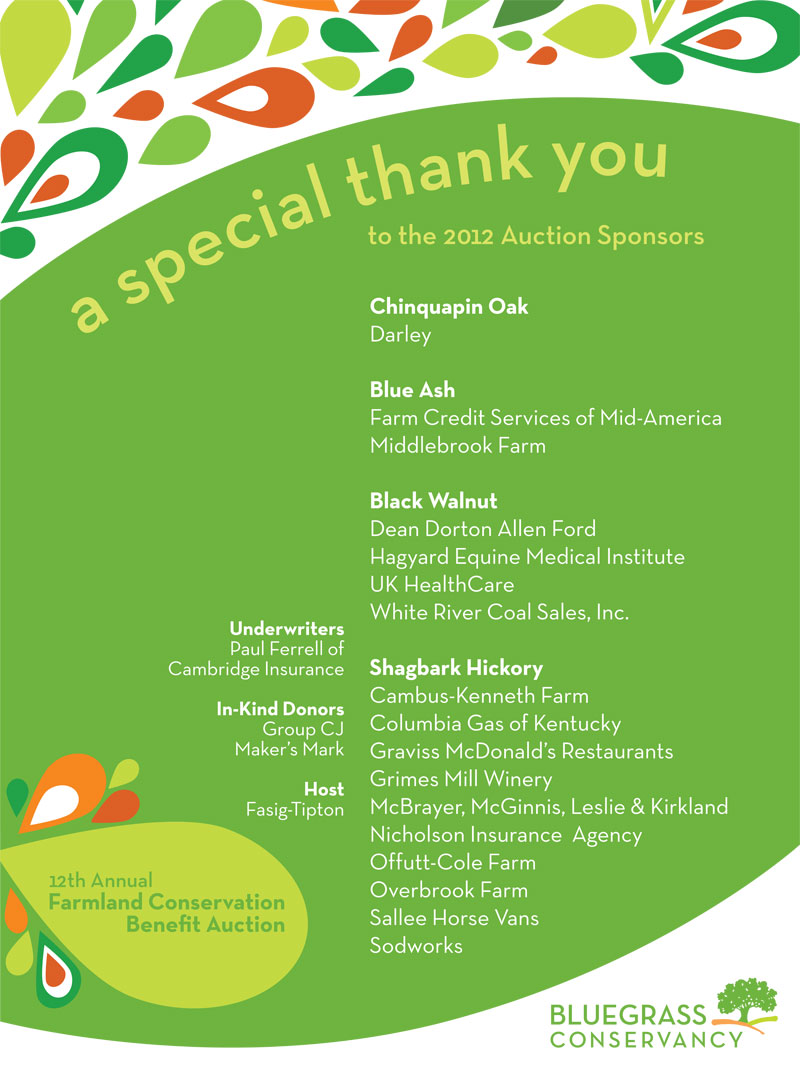 a special thank you
to the 2012 Auction Sponsors
Chinquapin Oak
Darley
Blue Ash
Farm Credit Services of Mid-America
Middlebrook Farm
Black Walnut
Dean Dorton Allen Ford
Hagyard Equine Medical Institute
UK HealthCare
White River Coal Sales, Inc.
Shagbark Hickory
Cambus-Kenneth Farm
Columbia Gas of Kentucky
Graviss McDonald's Restaurants
Grimes Mill Winery
McBrayer, McGinnis, Leslie & Kirkland
Nicholson Insurance Agency
Offutt-Cole Farm
Overbrook Farm
Sallee Horse Vans
Sodworks
Underwriters
Paul Ferrell of
Cambridge Insurance
In-Kind Donors
Group CJ
Maker's Mark
Host
Fasig-Tipton
12th Annual
Farmland Conservation
Benefit Auction
BLUEGRASS
CONSERVANCY